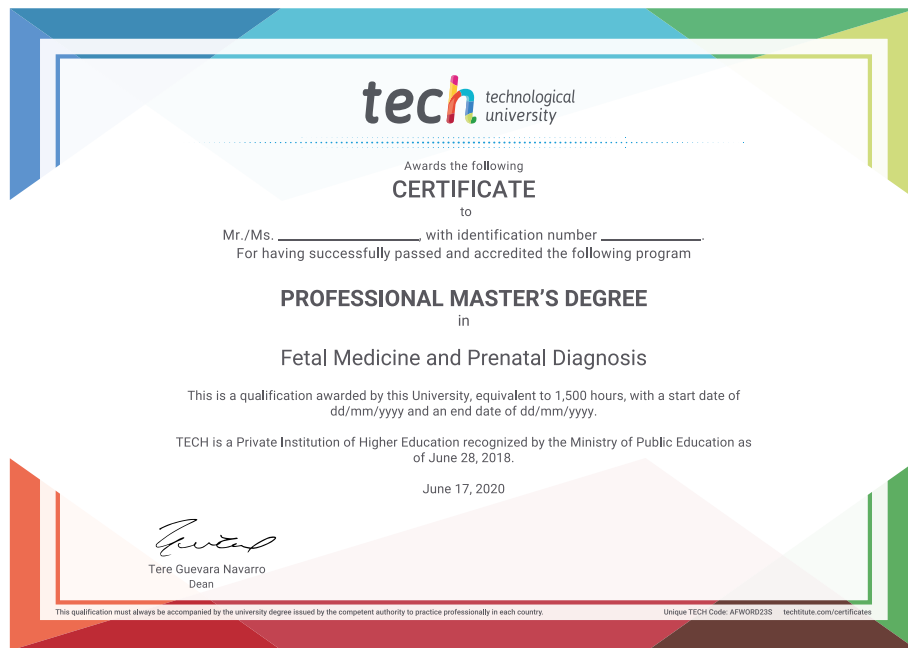 tech technological
university
Awards the following
CERTIFICATE
to
Mr./Ms. ____________________, with identification number ______________.
For having successfully passed and accredited the following program
PROFESSIONAL MASTER'S DEGREE
in
Fetal Medicine and Prenatal Diagnosis
This is a qualification awarded by this University, equivalent to 1,500 hours, with a start date of
dd/mm/yyyy and an end date of dd/mm/yyyy.
TECH is a Private Institution of Higher Education recognized by the Ministry of Public Education as
of June 28, 2018.
June 17, 2020
Tere Guevara Navarro
Dean
This qualification must always be accompanied by the university degree issued by the competent authority to practice professionally in each country.
Unique TECH Code: AFWORD23S techtitute.com/certificates